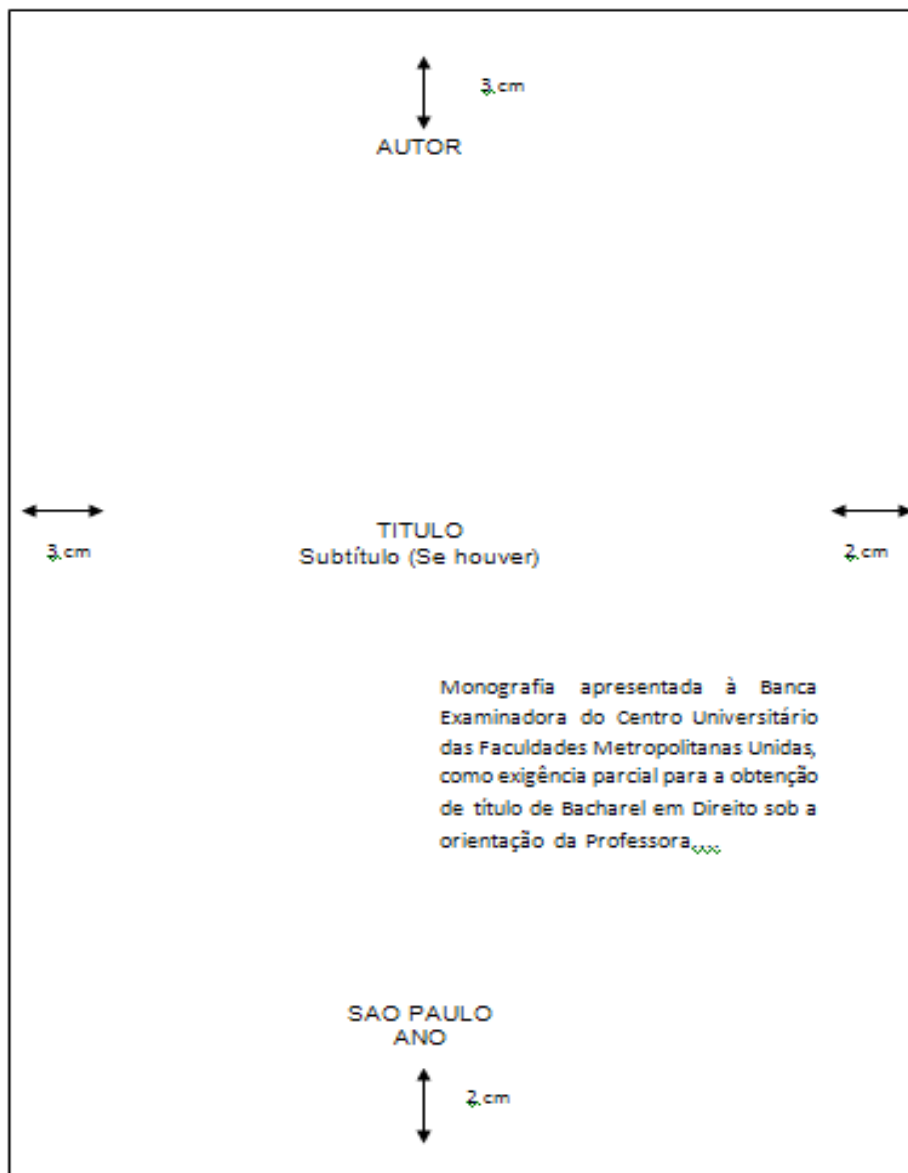 3 cm
AUTOR
TITULO
Subtítulo (Se houver)
3 cm
2 cm
Monografia apresentada à Banca
Examinadora do Centro Universitário
das Faculdades Metropolitanas Unidas,
como exigência parcial para a obtenção
de título de Bacharel em Direito sob a
orientação da Professora....
SAO PAULO
ANO
2 cm